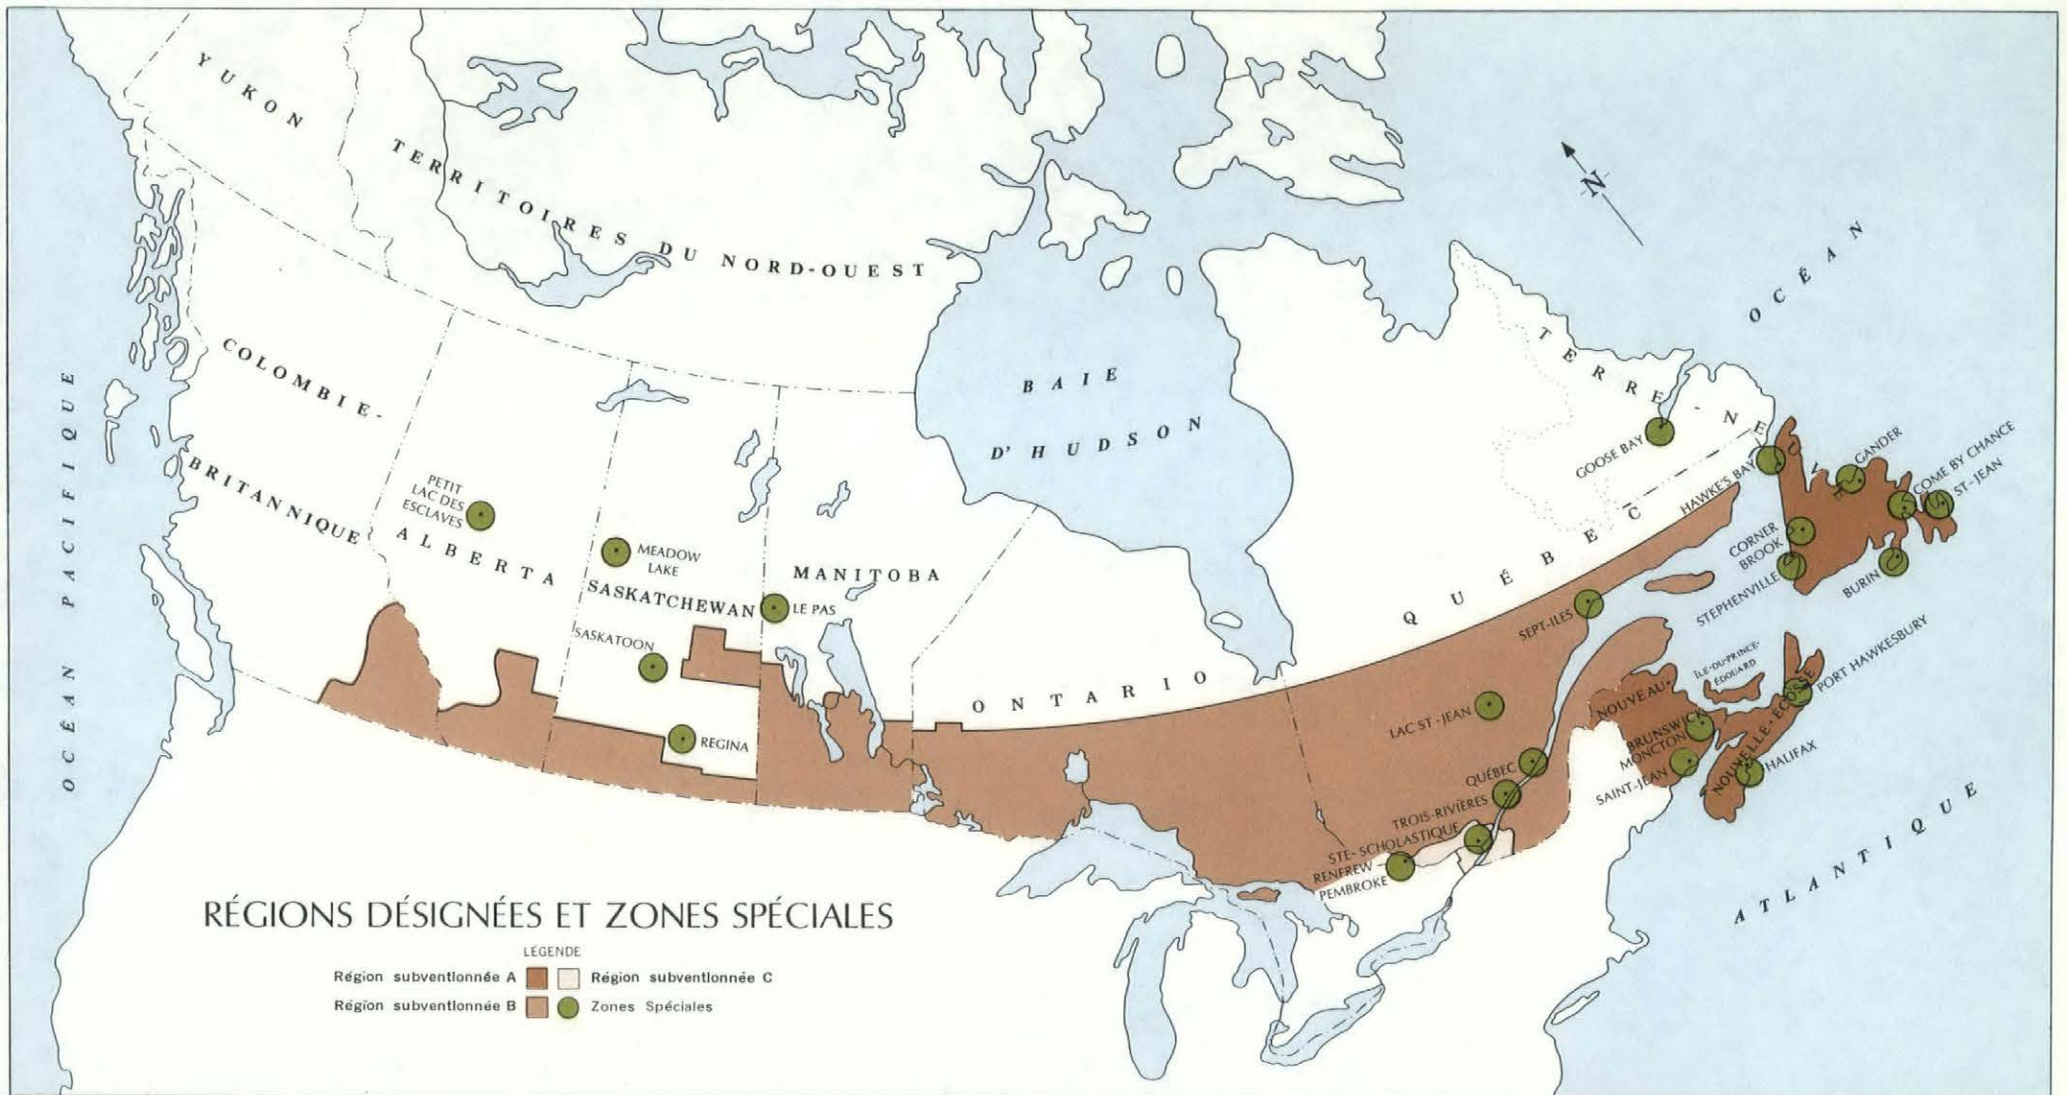 YUKON
TERRITOIRES DU NORD-OUEST
N
OCÉAN
ATLANTIQUE
OCÉAN PACIFIQUE
COLOMBIE-
BRITANNIQUE
BAIE
D'HUDSON
TERRE-NEUVE
GOOSE BAY
HAWKES BAY
GANDER
COME BY CHANCE
ST-JEAN
CORNER
BROOK
STEPHENVILLE
BURIN
PETIT
LAC DES
ESCLAVES
ALBERTA
MEADOW
LAKE
SASKATCHEWAN
MANITOBA
LE PAS
SASKATOON
REGINA
ONTARIO
QUÉBEC
SEPT-ILES
LAC ST-JEAN
QUÉBEC
TROIS-RIVIÈRES
STE-SCHOLASTIQUE
RENFREW
PEMBROKE
ÎLE-DU-PRINCE-
ÉDOUARD
PORT HAWKESBURY
NOUVEAU-
BRUNSWICK
MONCTON
SAINT-JEAN
NOUVELLE-ÉCOSSE
HALIFAX
RÉGIONS DÉSIGNÉES ET ZONES SPÉCIALES
LÉGENDE
Région subventionnée A
Région subventionnée C
Région subventionnée B
Zones Spéciales